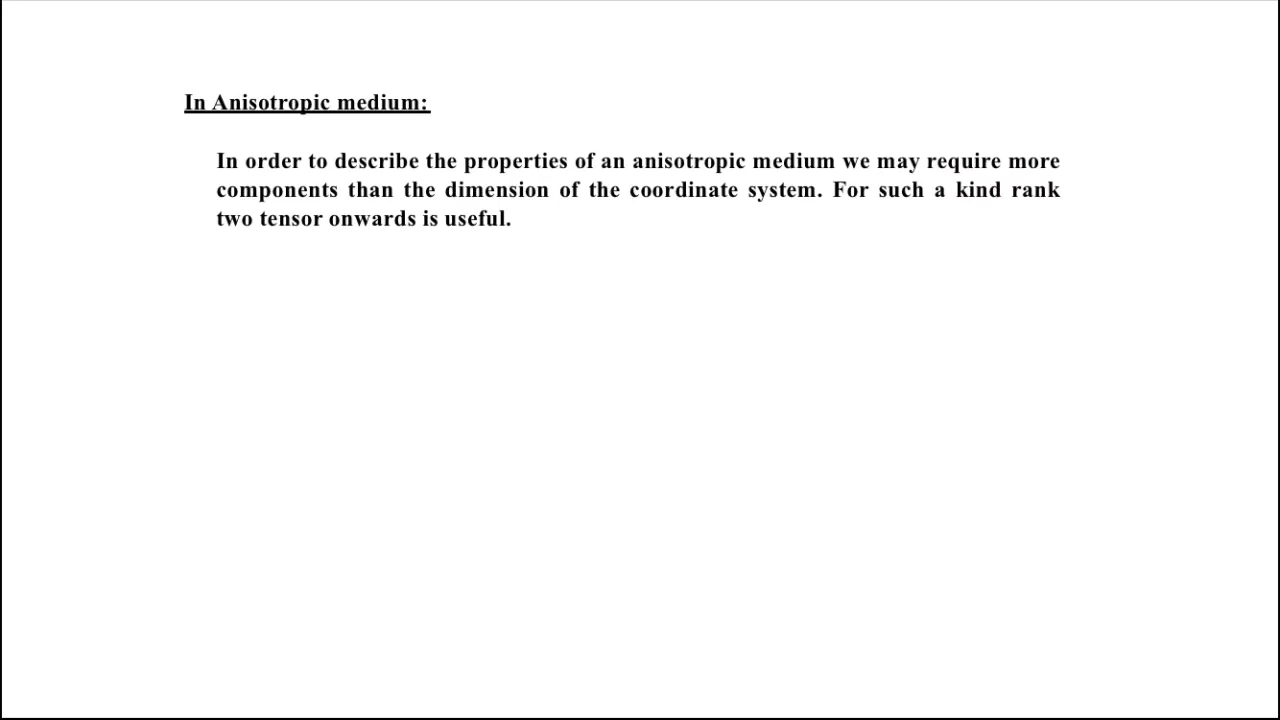 In Anisotropic medium:
In order to describe the properties of an anisotropic medium we may require more
components than the dimension of the coordinate system. For such a kind rank
two tensor onwards is useful.